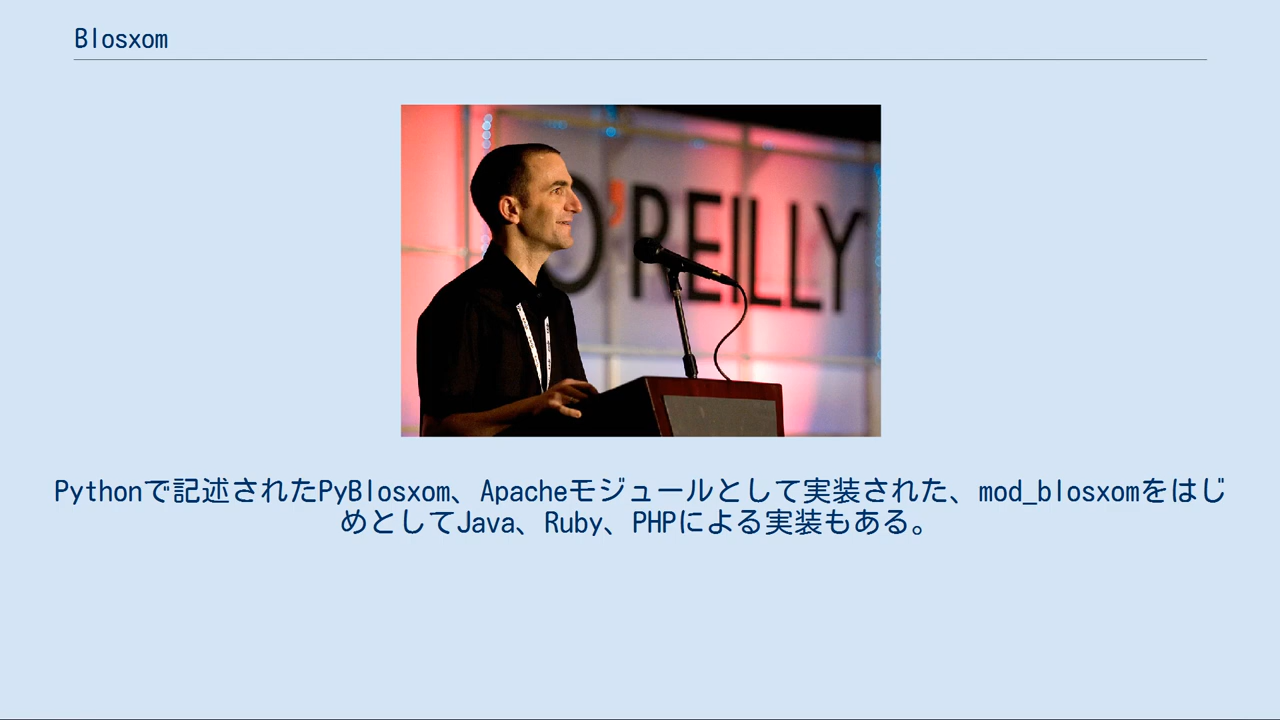 Blosxom
O'REILLY
Pythonで記述されたPyBlosxom、Apacheモジュールとして実装された、mod_blosxomをはじ
めとしてJava、Ruby、PHPによる実装もある。